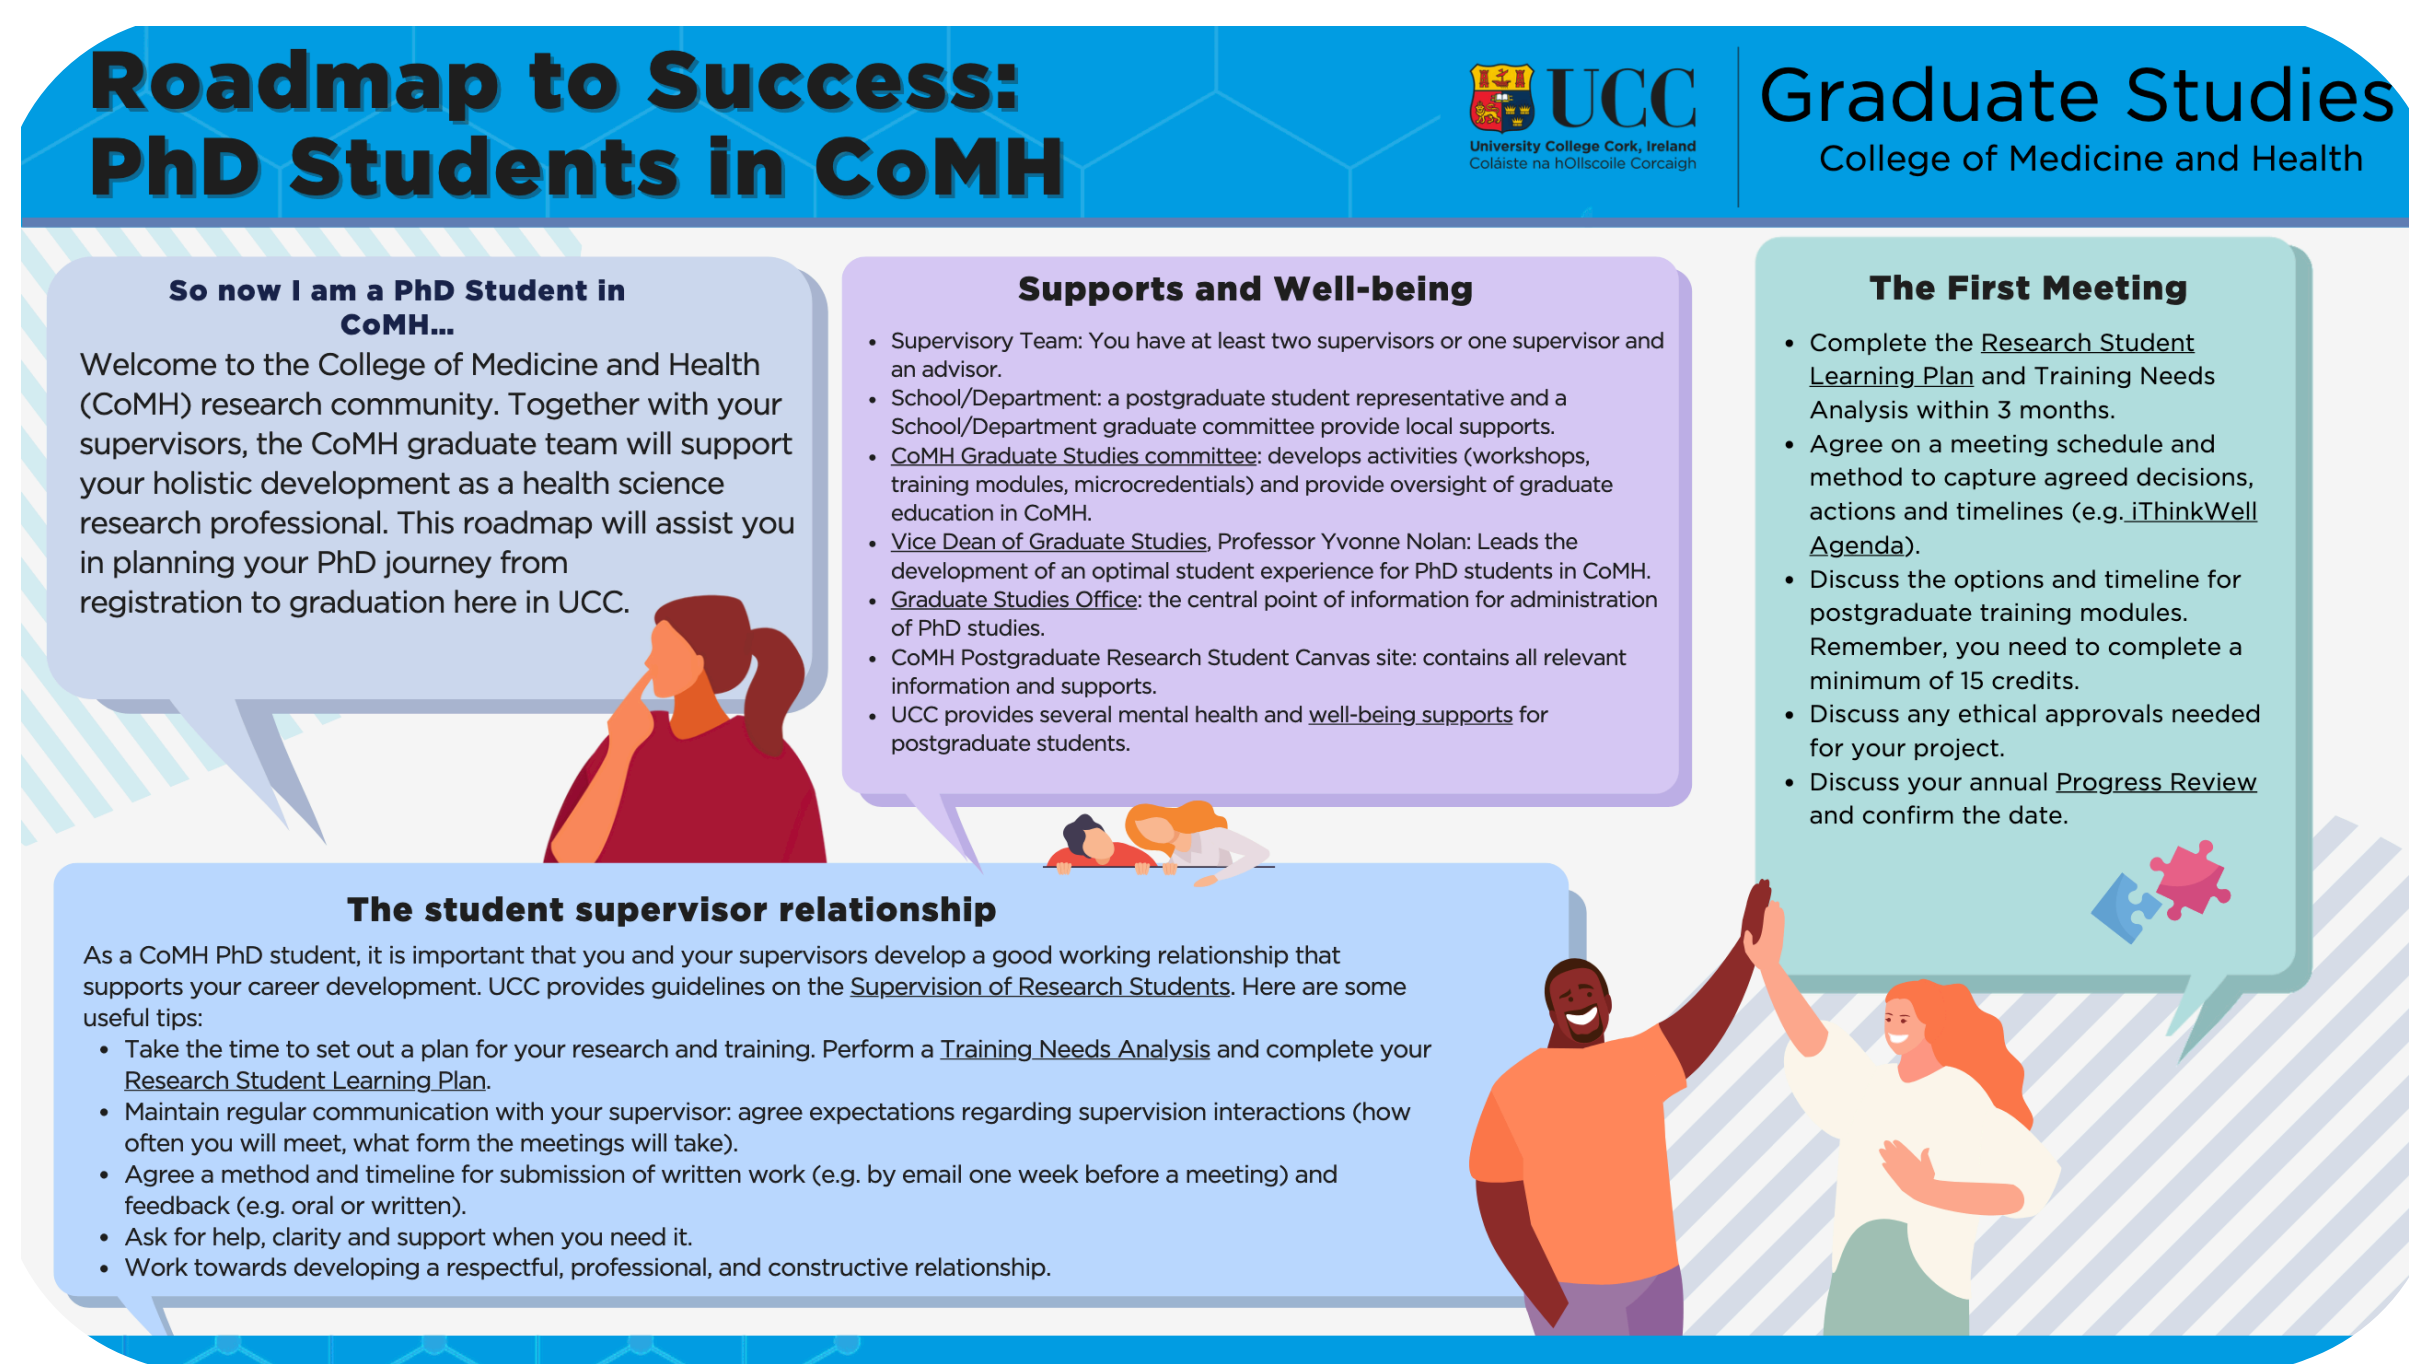 Roadmap to Success:
PhD Students in CoMH
UCC
University College Cork, Ireland
Coláiste na hOllscoile Corcaigh
Graduate Studies
College of Medicine and Health
So now I am a PhD Student in
CoMH...
Welcome to the College of Medicine and Health
(CoMH) research community. Together with your
supervisors, the CoMH graduate team will support
your holistic development as a health science
research professional. This roadmap will assist you
in planning your PhD journey from
registration to graduation here in UCC.
Supports and Well-being
• Supervisory Team: You have at least two supervisors or one supervisor and
an advisor.
• School/Department: a postgraduate student representative and a
School/Department graduate committee provide local supports.
• CoMH Graduate Studies committee: develops activities (workshops,
training modules, microcredentials) and provide oversight of graduate
education in CoMH.
• Vice Dean of Graduate Studies, Professor Yvonne Nolan: Leads the
development of an optimal student experience for PhD students in CoMH.
• Graduate Studies Office: the central point of information for administration
of PhD studies.
• CoMH Postgraduate Research Student Canvas site: contains all relevant
information and supports.
• UCC provides several mental health and well-being supports for
postgraduate students.
The First Meeting
• Complete the Research Student
Learning Plan and Training Needs
Analysis within 3 months.
• Agree on a meeting schedule and
method to capture agreed decisions,
actions and timelines (e.g. iThinkWell
Agenda).
• Discuss the options and timeline for
postgraduate training modules.
Remember, you need to complete a
minimum of 15 credits.
• Discuss any ethical approvals needed
for your project.
• Discuss your annual Progress Review
and confirm the date.
The student supervisor relationship
As a CoMH PhD student, it is important that you and your supervisors develop a good working relationship that
supports your career development. UCC provides guidelines on the Supervision of Research Students. Here are some
useful tips:
• Take the time to set out a plan for your research and training. Perform a Training Needs Analysis and complete your
Research Student Learning Plan.
• Maintain regular communication with your supervisor: agree expectations regarding supervision interactions (how
often you will meet, what form the meetings will take).
• Agree a method and timeline for submission of written work (e.g. by email one week before a meeting) and
feedback (e.g. oral or written).
• Ask for help, clarity and support when you need it.
• Work towards developing a respectful, professional, and constructive relationship.